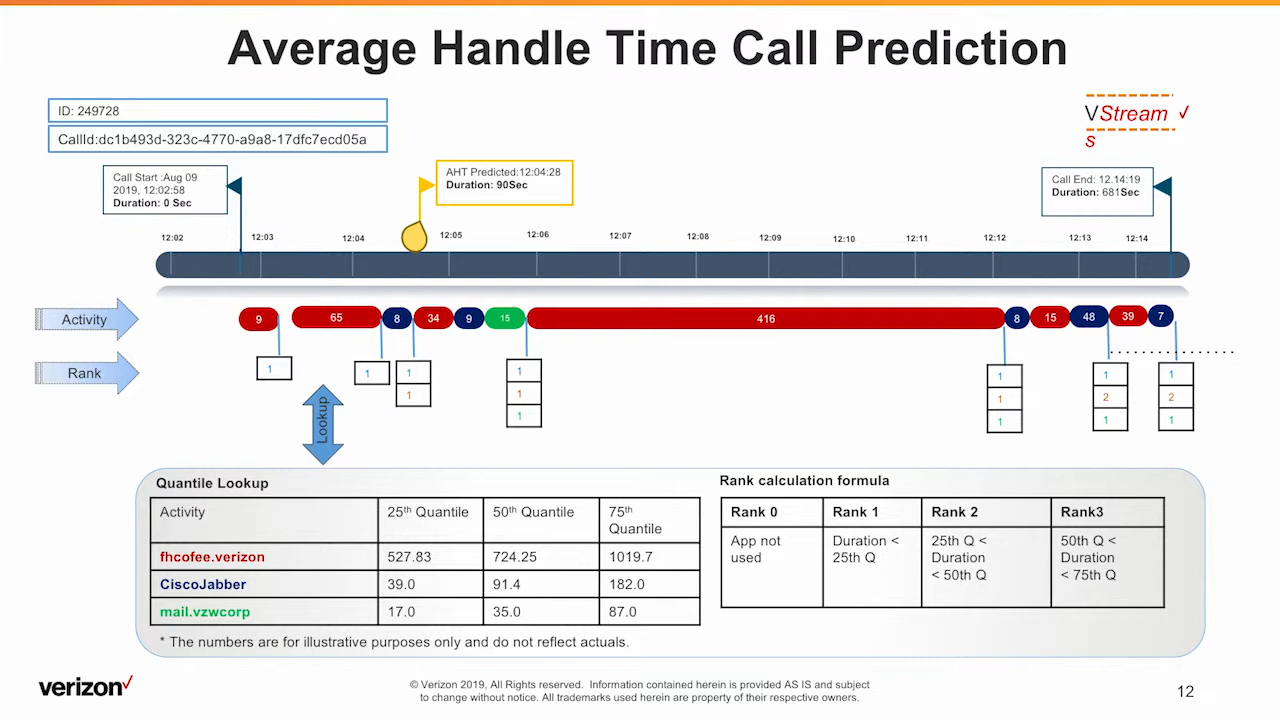 Average Handle Time Call Prediction
ID: 249728
CallId:dc1b493d-323c-4770-a9a8-17dfc7ecd05a
VStream ✓
s
Call Start :Aug 09
2019, 12:02:58
Duration: 0 Sec
AHT Predicted:12:04:28
Duration: 90Sec
Call End: 12.14:19
Duration: 681Sec
12:02 12:03 12:04 12:05 12:06 12:07 12:08 12:09 12:10 12:11 12:12 12:13 12:14
Activity
9 65 8 34 9 15 416 8 15 48 39 7
Rank
1 1 1 1 1 1 1
1 1 1 2 2
1 1 1 1
Lookup
Quantile Lookup
Activity 25th Quantile 50th Quantile 75th
Quantile
fhcofee.verizon 527.83 724.25 1019.7
CiscoJabber 39.0 91.4 182.0
mail.vzwcorp 17.0 35.0 87.0
* The numbers are for illustrative purposes only and do not reflect actuals.
Rank calculation formula
Rank 0 Rank 1 Rank 2 Rank3
App not Duration < 25th Q < 50th Q <
used 25th Q Duration Duration
< 50th Q < 75th Q
verizon✓
© Verizon 2019, All Rights reserved. Information contained herein is provided AS IS and subject
to change without notice. All trademarks used herein are property of their respective owners.
12